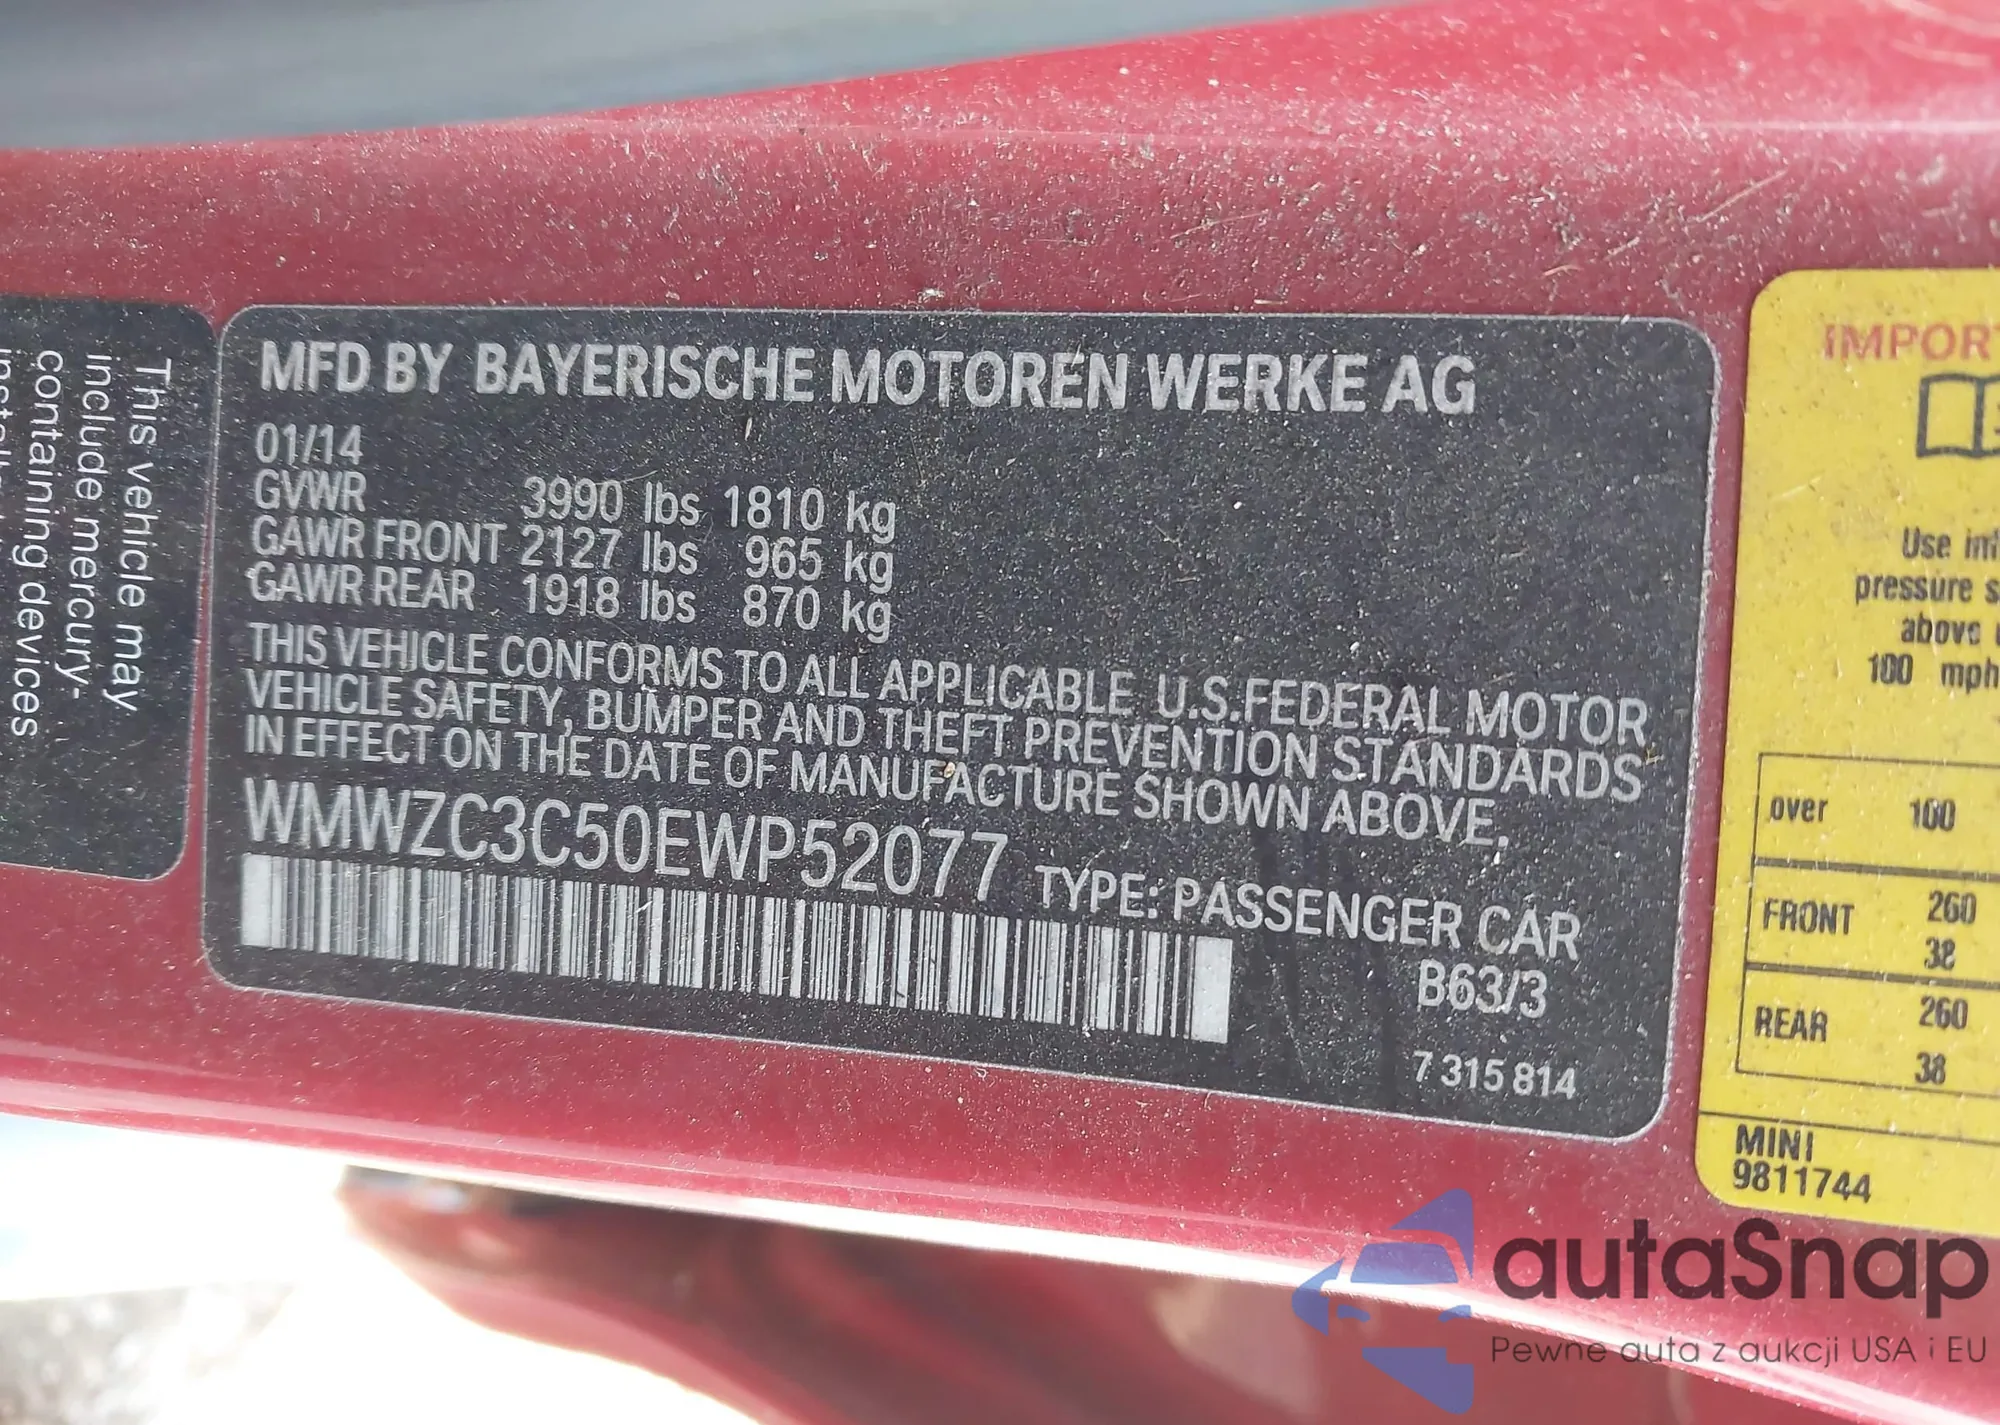 This vehicle may
include mercury-
containing devices
MFD BY BAYERISCHE MOTOREN WERKE AG
01/14
GVWR 3990 lbs 1810 kg
GAWR FRONT 2127 lbs 965 kg
GAWR REAR 1918 lbs 870 kg
THIS VEHICLE CONFORMS TO ALL APPLICABLE U.S.FEDERAL MOTOR
VEHICLE SAFETY, BUMPER AND THEFT PREVENTION STANDARDS
IN EFFECT ON THE DATE OF MANUFACTURE SHOWN ABOVE.
WMWZC3C50EWP52077 TYPE: PASSENGER CAR
B63/3
7 315 814
IMPOR
Use
pressure
above
100 mph
over 100
FRONT 260
38
REAR 260
38
MINI
9811744
autaSnap
Pewne auta z aukcji USA i EU